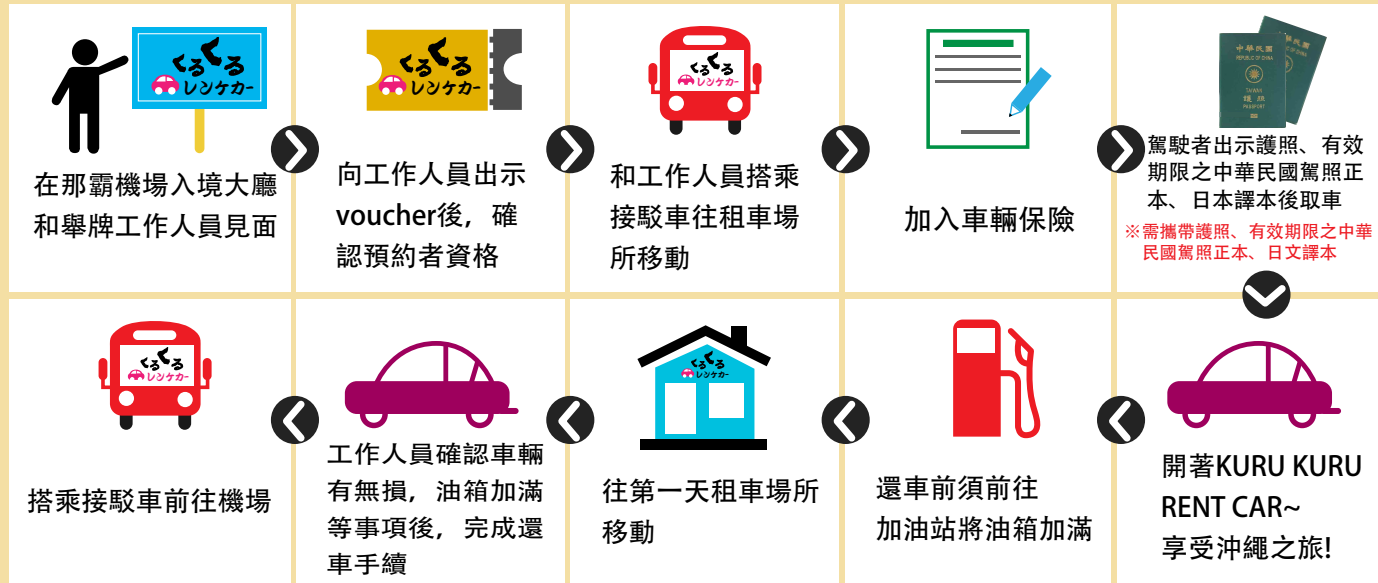 くるくる
レンタカー
在那霸機場入境大廳
和舉牌工作人員見面
くるくる
レンタカー
向工作人員出示
voucher後，確
認預約者資格
くるくる
レンタカー
和工作人員搭乘
接駁車往租車場
所移動
加入車輛保險
中華民國
REPUBLIC OF CHINA
TAIWAN
護照
PASSPORT
駕駛者出示護照、有效
期限之中華民國駕照正
本、日本譯本後取車
※需攜帶護照、有效期限之中華
民國駕照正本、日文譯本
開著KURU KURU
RENT CAR~
享受沖繩之旅!
還車前須前往
加油站將油箱加滿
くるくる
レンタカー
往第一天租車場所
移動
工作人員確認車輛
有無損，油箱加滿
等事項後，完成還
車手續
くるくる
レンタカー
搭乘接駁車前往機場